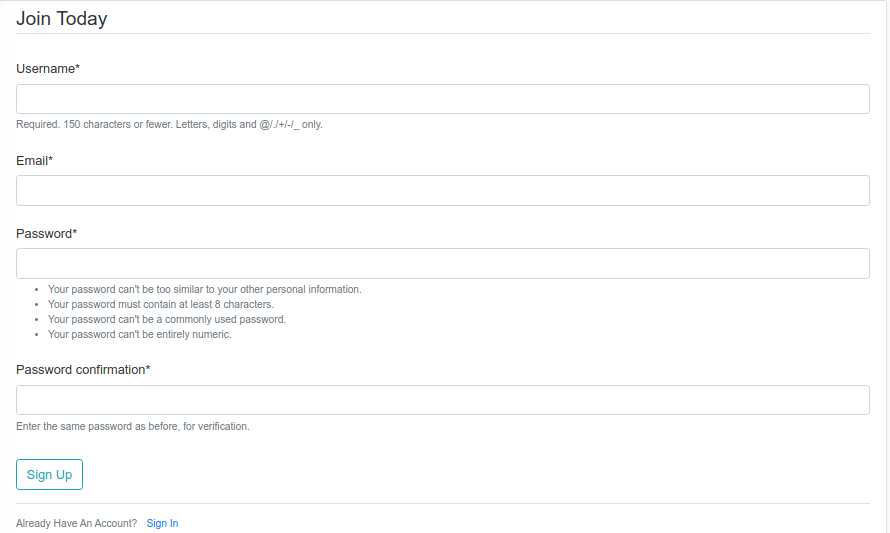 Join Today
Username*
Required. 150 characters or fewer. Letters, digits and @/./+/-/_ only.
Email*
Password*
• Your password can't be too similar to your other personal information.
• Your password must contain at least 8 characters.
• Your password can't be a commonly used password.
• Your password can't be entirely numeric.
Password confirmation*
Enter the same password as before, for verification.
Sign Up
Already Have An Account? Sign In